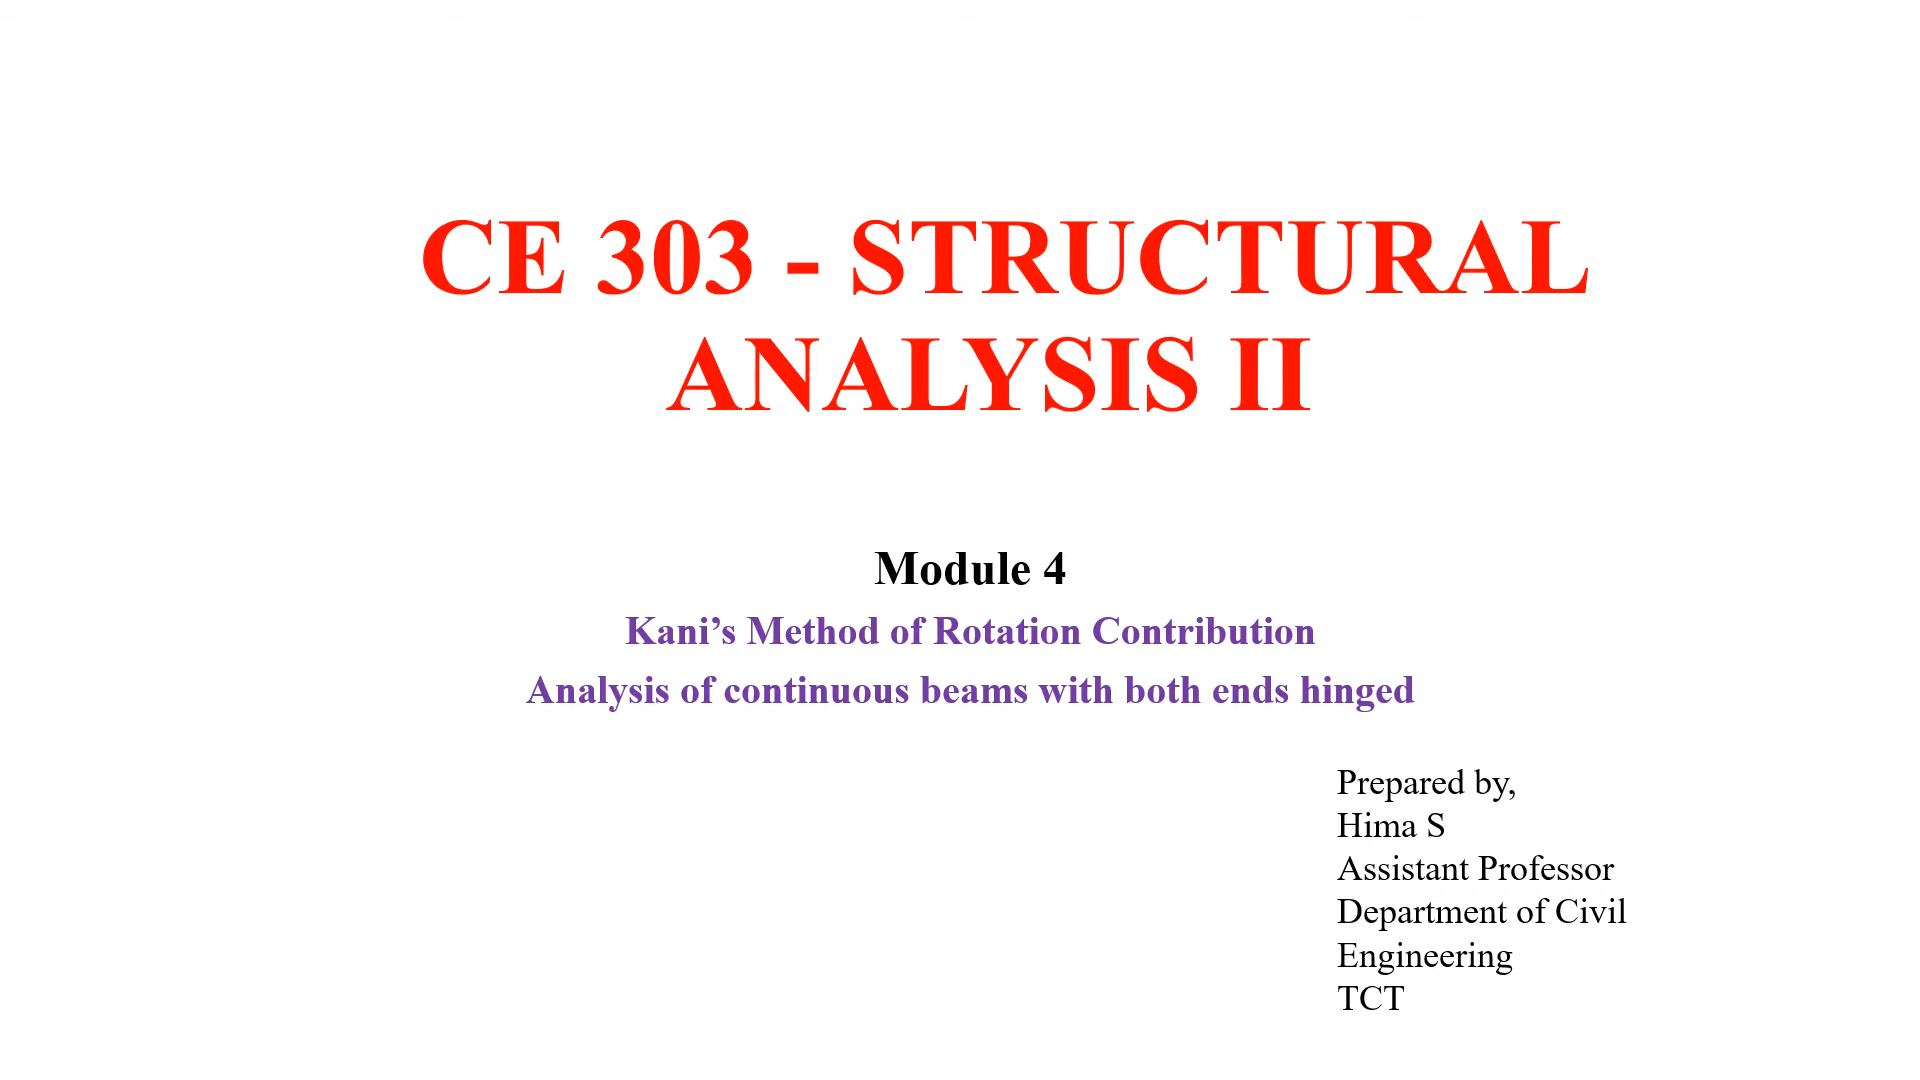 CE 303 - STRUCTURAL
ANALYSIS II
Module 4
Kani’s Method of Rotation Contribution
Analysis of continuous beams with both ends hinged
Prepared by,
Hima S
Assistant Professor
Department of Civil
Engineering
TCT